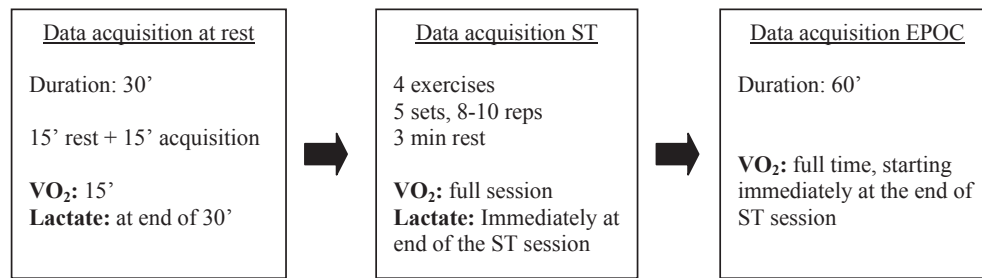 Data acquisition at rest
Duration: 30’
15’ rest + 15’ acquisition
VO₂: 15’
Lactate: at end of 30’
Data acquisition ST
4 exercises
5 sets, 8-10 reps
3 min rest
VO₂: full session
Lactate: Immediately at
end of the ST session
Data acquisition EPOC
Duration: 60’
VO₂: full time, starting
immediately at the end of
ST session